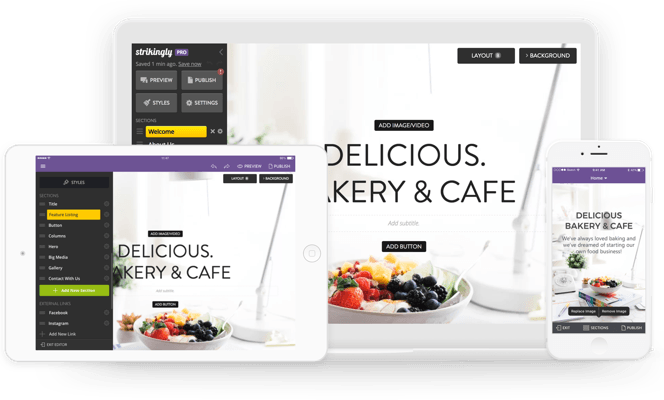 strikingly PRO
Saved 1 min ago. Save now
PREVIEW
PUBLISH
STYLES
SETTINGS
SECTIONS
Welcome
About Us
LAYOUT
BACKGROUND
ADD IMAGE/VIDEO
DELICIOUS.
BAKERY & CAFE
Add subtitle
ADD BUTTON
PREVIEW
PUBLISH
STYLES
SECTIONS
Title
Feature Listing
Button
Columns
Hero
Big Media
Gallery
Contact With Us
+ Add New Section
EXTERNAL LINKS
Facebook
Instagram
Add New Link
EXIT EDITOR
LAYOUT
BACKGROUND
ADD IMAGE/VIDEO
DELICIOUS.
BAKERY & CAFE
Add subtitle
ADD BUTTON
Home
DELICIOUS
BAKERY & CAFE
We've always loved baking and
we've dreamed of starting our
own food business!
Replace Image
Remove Image
EXIT
SECTIONS
PUBLISH